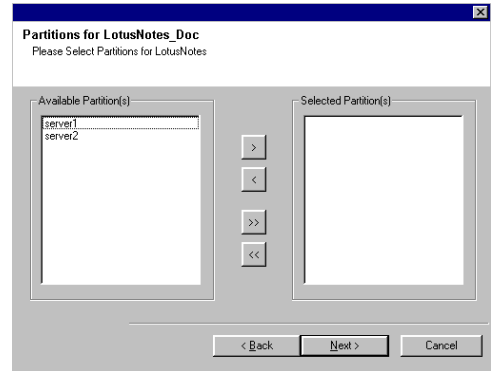 Partitions for LotusNotes_Doc
Please Select Partitions for LotusNotes
Available Partition(s)
Selected Partition(s)
server1
server2
>
<
>>
<<
< Back
Next >
Cancel